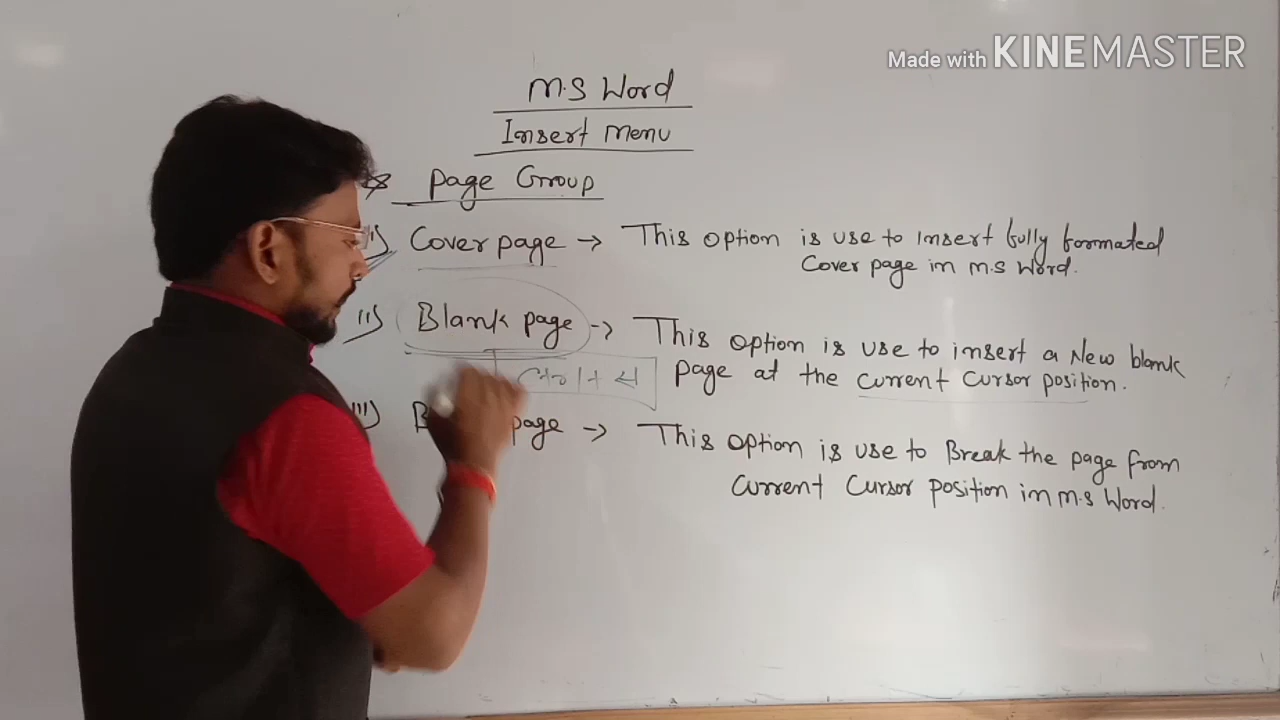 Made with KINEMASTER
M.S Word
Insert Menu
Page Group
i) Cover page → This option is use to insert fully formated
Cover page in M.S Word.
ii) Blank page → This option is use to insert a New blank
page at the current cursor position.
Ctrl+
iii) page → This option is use to Break the page from
current cursor position in M.S Word.